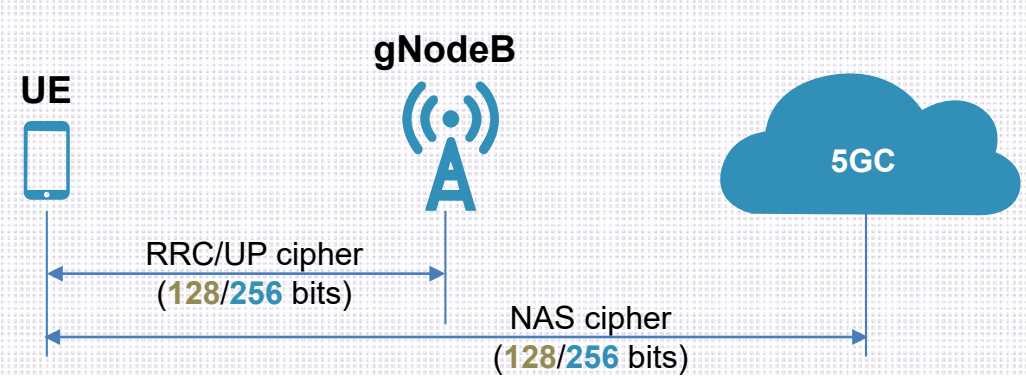 gNodeB
UE
5GC
RRC/UP cipher
(128/256 bits)
NAS cipher
(128/256 bits)